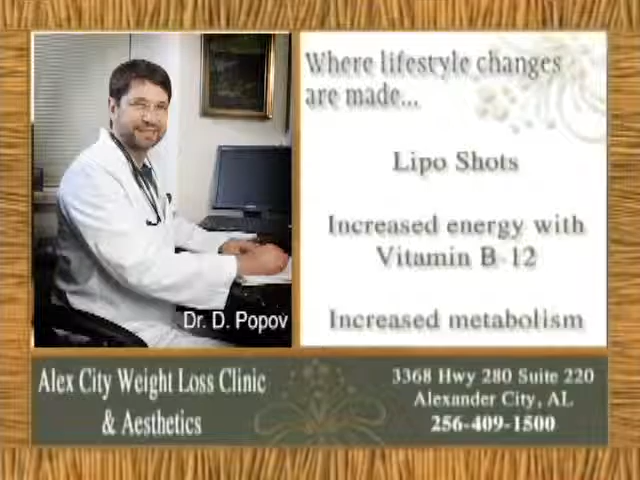 Where lifestyle changes
are made...
Lipo Shots
Increased energy with
Vitamin B-12
Increased metabolism
Dr. D. Popov
Alex City Weight Loss Clinic
& Aesthetics
3368 Hwy 280 Suite 220
Alexander City, AL
256-409-1500